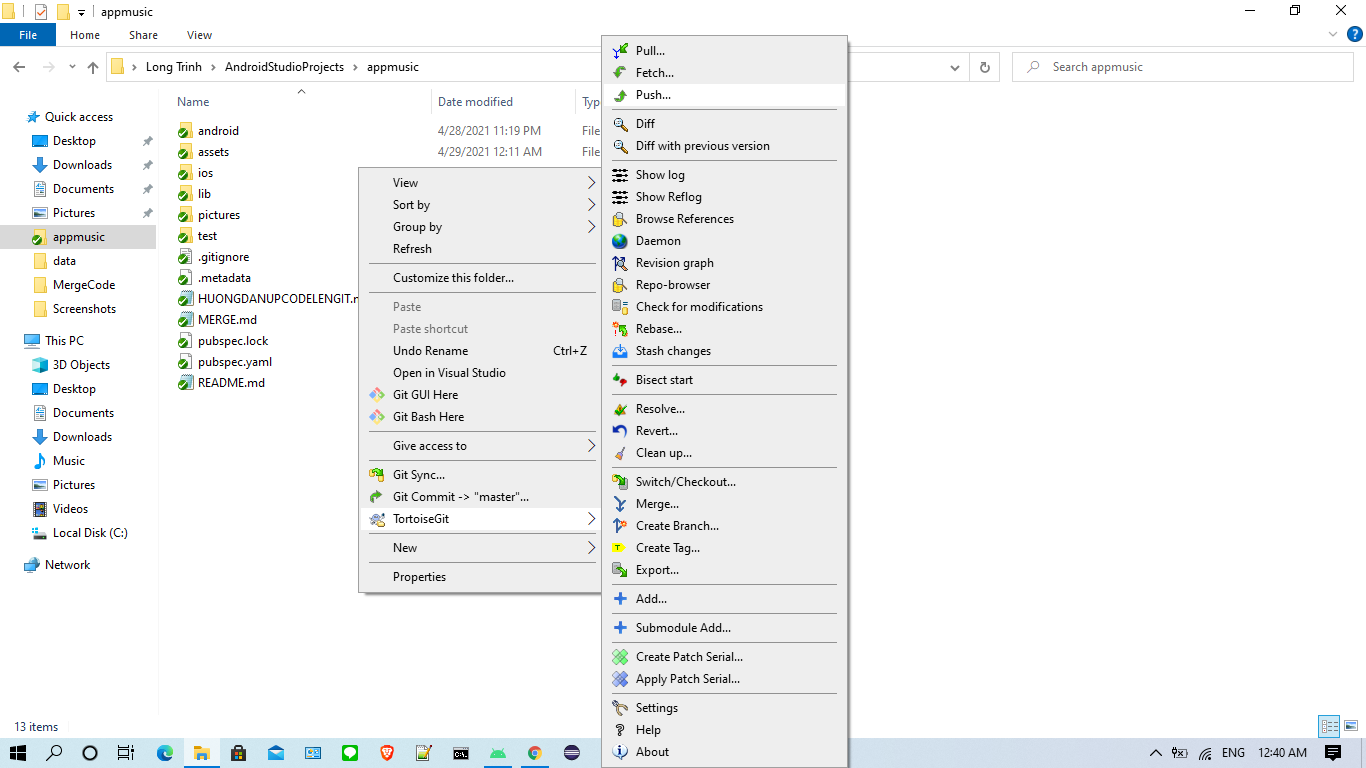 appmusic
File Home Share View
Long Trinh AndroidStudioProjects appmusic
Search appmusic
Quick access
Desktop
Downloads
Documents
Pictures
appmusic
data
MergeCode
Screenshots
This PC
3D Objects
Desktop
Documents
Downloads
Music
Pictures
Videos
Local Disk (C:)
Network
Name Date modified Typ
android 4/28/2021 11:19 PM File
assets 4/29/2021 12:11 AM File
ios
lib
pictures
test
.gitignore
.metadata
HUONGDANUPCODELENGIT.m
MERGE.md
pubspec.lock
pubspec.yaml
README.md
View
Sort by
Group by
Refresh
Customize this folder...
Paste
Paste shortcut
Undo Rename Ctrl+Z
Open in Visual Studio
Git GUI Here
Git Bash Here
Give access to
Git Sync...
Git Commit -> "master"...
TortoiseGit
New
Properties
Pull...
Fetch...
Push...
Diff
Diff with previous version
Show log
Show Reflog
Browse References
Daemon
Revision graph
Repo-browser
Check for modifications
Rebase...
Stash changes
Bisect start
Resolve...
Revert...
Clean up...
Switch/Checkout...
Merge...
Create Branch...
Create Tag...
Export...
Add...
Submodule Add...
Create Patch Serial...
Apply Patch Serial...
Settings
Help
About
13 items
ENG 12:40 AM